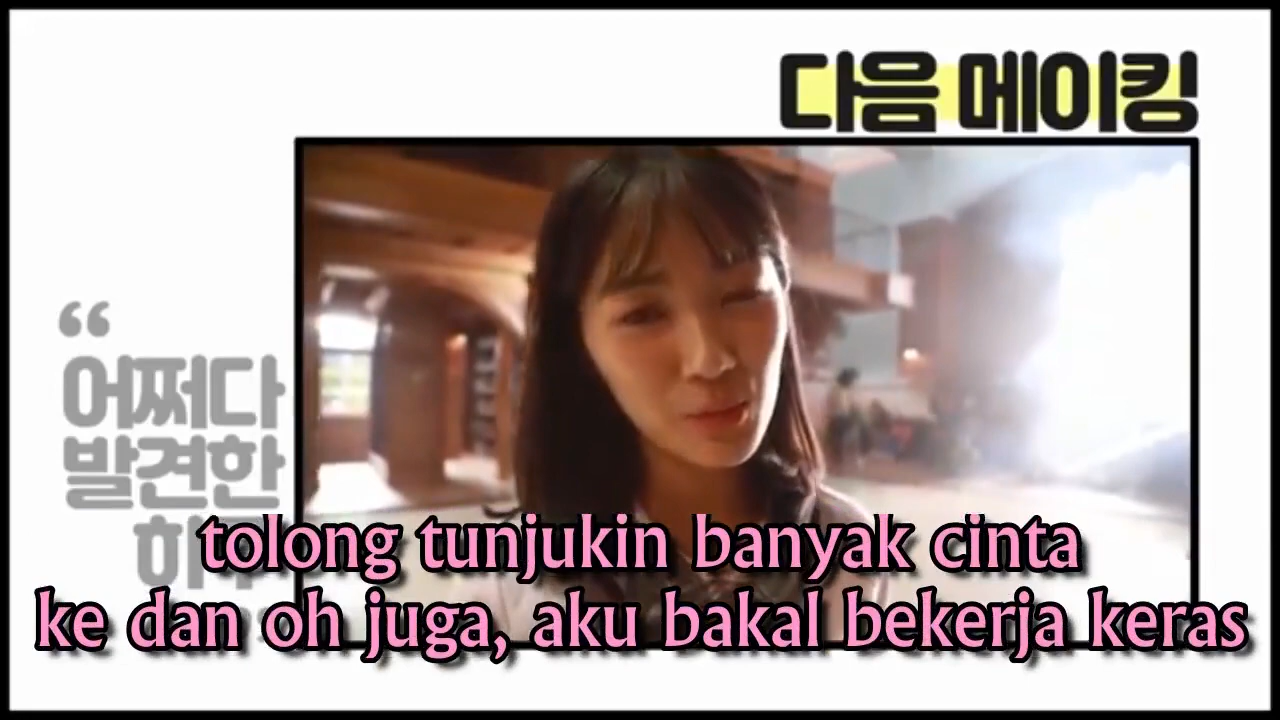 다음 메이킹
“
어쩌다
발견한
tolong tunjukin banyak cinta
ke dan oh juga, aku bakal bekerja keras